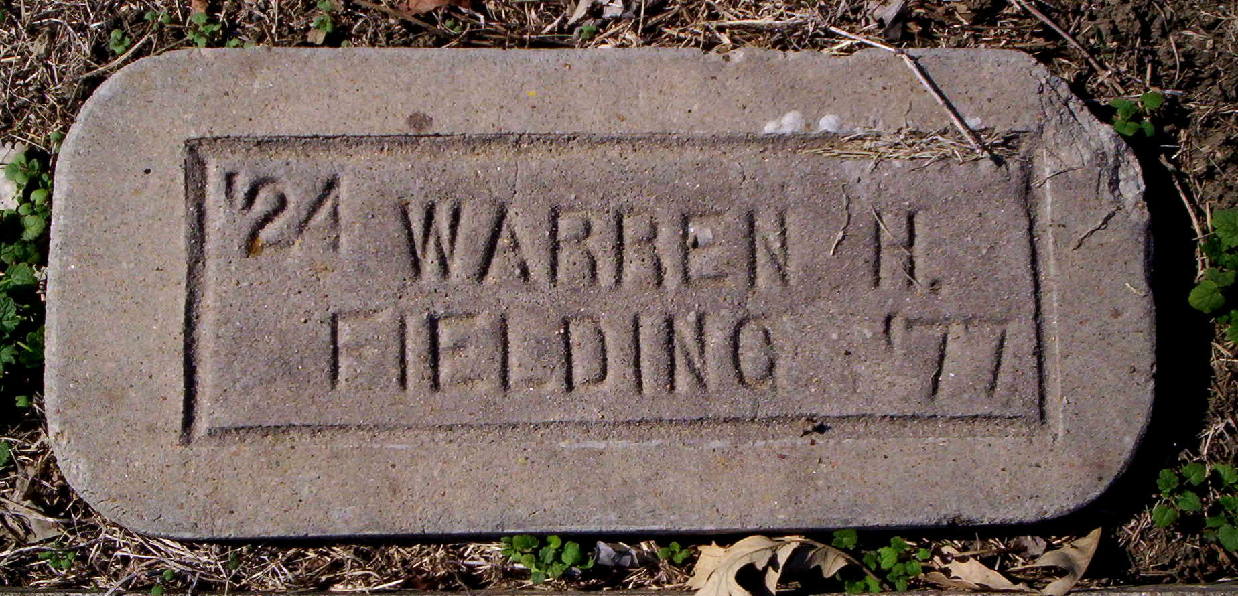 '24 WARREN H.
FIELDING '77